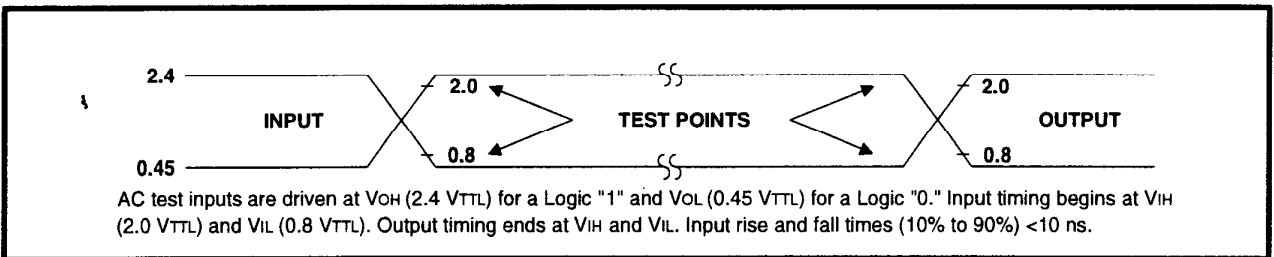 2.4
2.0
2.0
INPUT
TEST POINTS
OUTPUT
0.8
0.8
0.45
AC test inputs are driven at VOH (2.4 VTTL) for a Logic "1" and VOL (0.45 VTTL) for a Logic "0." Input timing begins at VIH
(2.0 VTTL) and VIL (0.8 VTTL). Output timing ends at VIH and VIL. Input rise and fall times (10% to 90%) <10 ns.